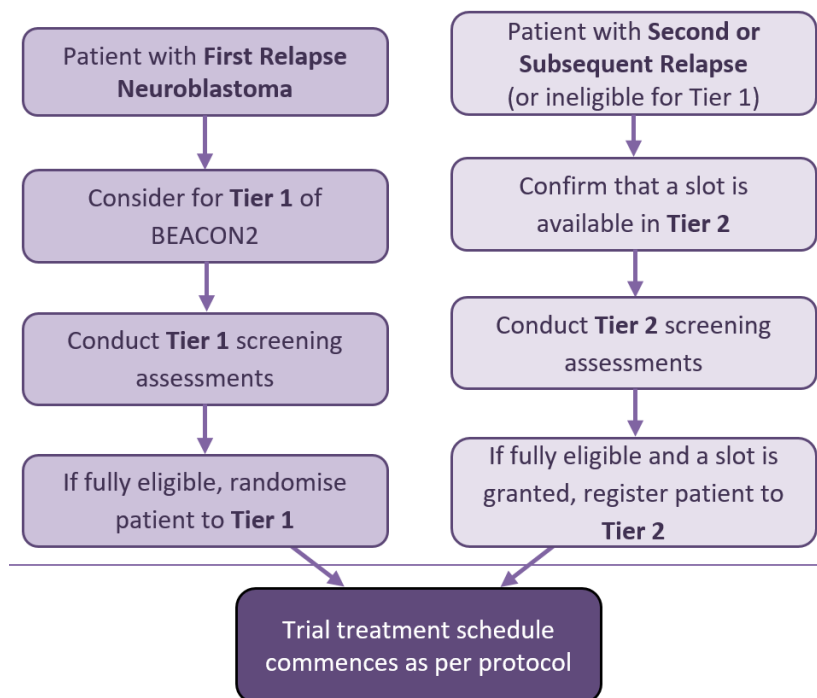 Patient with First Relapse
Neuroblastoma
Consider for Tier 1 of
BEACON2
Conduct Tier 1 screening
assessments
If fully eligible, randomise
patient to Tier 1
Patient with Second or
Subsequent Relapse
(or ineligible for Tier 1)
Confirm that a slot is
available in Tier 2
Conduct Tier 2 screening
assessments
If fully eligible and a slot is
granted, register patient to
Tier 2
Trial treatment schedule
commences as per protocol